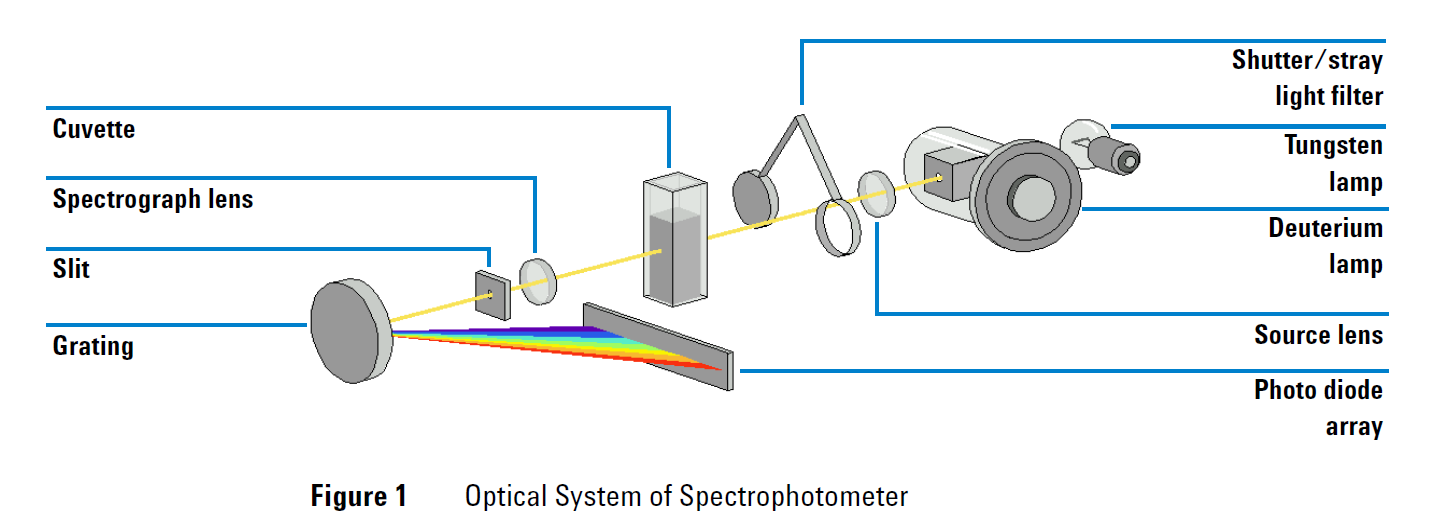 Shutter/stray
light filter
Cuvette
Tungsten
lamp
Spectrograph lens
Deuterium
lamp
Slit
Source lens
Grating
Photo diode
array
Figure 1 Optical System of Spectrophotometer